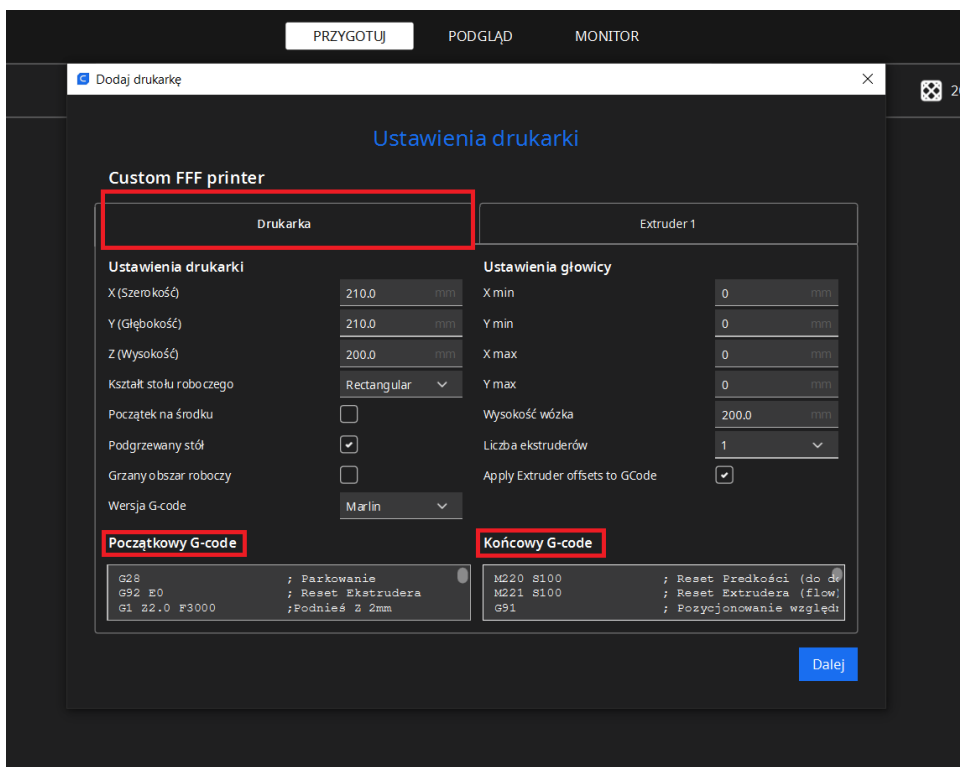 PRZYGOTUJ PODGLĄD MONITOR
Dodaj drukarkę
Ustawienia drukarki
Custom FFF printer
Drukarka Extruder 1
Ustawienia drukarki
X (Szerokość) 210.0 mm
Y (Głębokość) 210.0 mm
Z (Wysokość) 200.0 mm
Kształt stołu roboczego Rectangular
Początek na środku
Podgrzewany stół
Grzany obszar roboczy
Wersja G-code Marlin
Ustawienia głowicy
X min 0 mm
Y min 0 mm
X max 0 mm
Y max 0 mm
Wysokość wózka 200.0 mm
Liczba ekstruderów 1
Apply Extruder offsets to GCode
Początkowy G-code
G28 ; Parkowanie
G92 E0 ; Reset Ekstrudera
G1 Z2.0 F3000 ;Podnieś Z 2mm
Końcowy G-code
M220 S100 ; Reset Predkości (do
M221 S100 ; Reset Extrudera (flow)
G91 ; Pozycjonowanie
Dalej